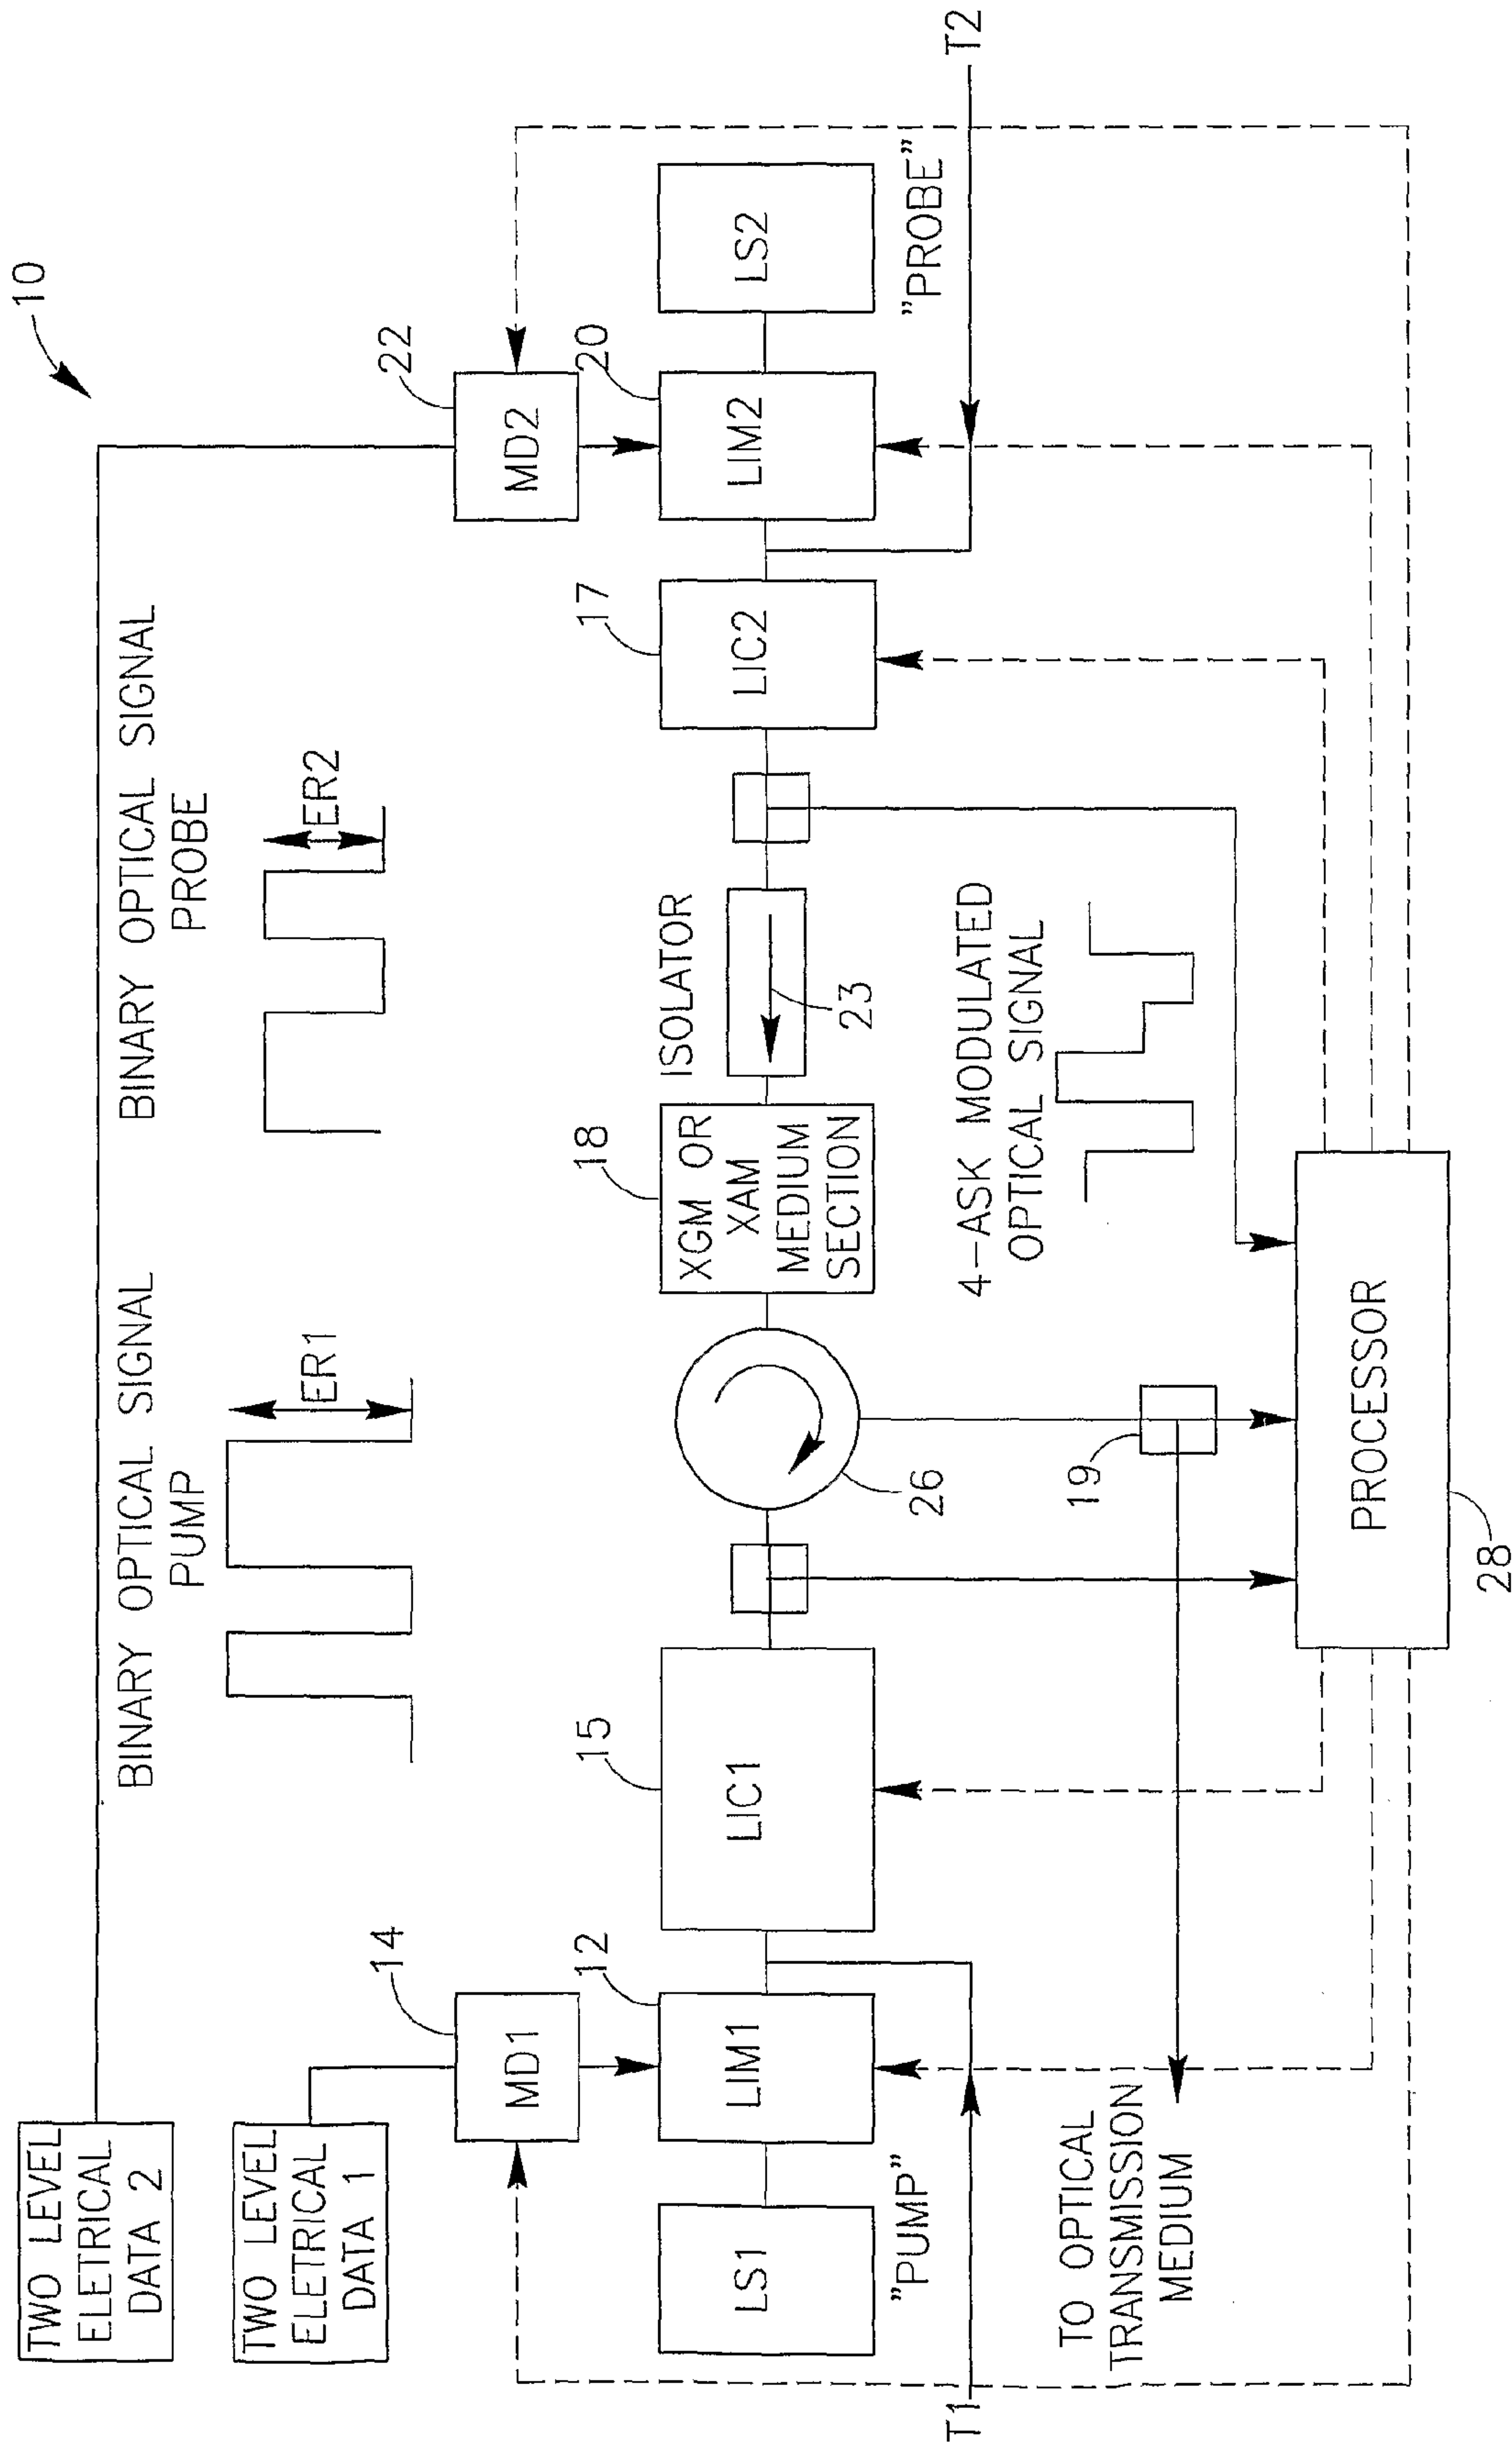 10
TWO LEVEL
ELETRICAL
DATA 2
BINARY OPTICAL SIGNAL
PUMP
BINARY OPTICAL SIGNAL
PROBE
TWO LEVEL
ELETRICAL
DATA 1
ER1
ER2
14
MD1
22
MD2
12
15
18
ISOLATOR
17
20
LS1
LIM1
LIC1
XGM OR
XAM
MEDIUM
SECTION
LIC2
LIM2
LS2
23
"PUMP"
26
"PROBE"
T1
T2
4-ASK MODULATED
OPTICAL SIGNAL
TO OPTICAL
TRANSMISSION
MEDIUM
19
PROCESSOR
28